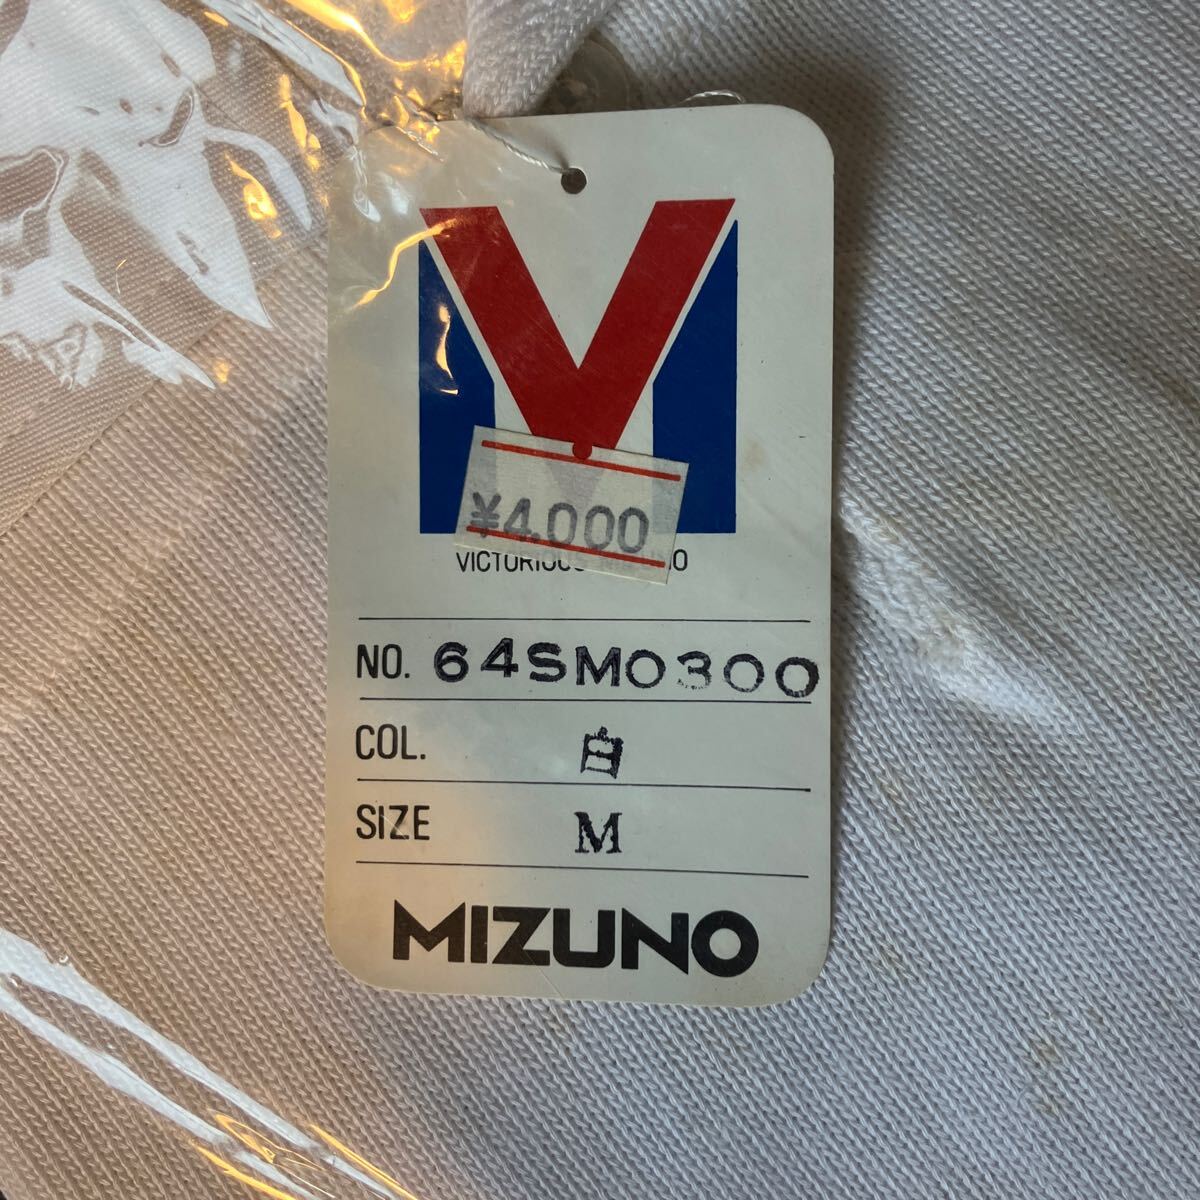 ¥4,000
VICTORIOUS
NO. 64SM0300
COL. 白
SIZE M
MIZUNO